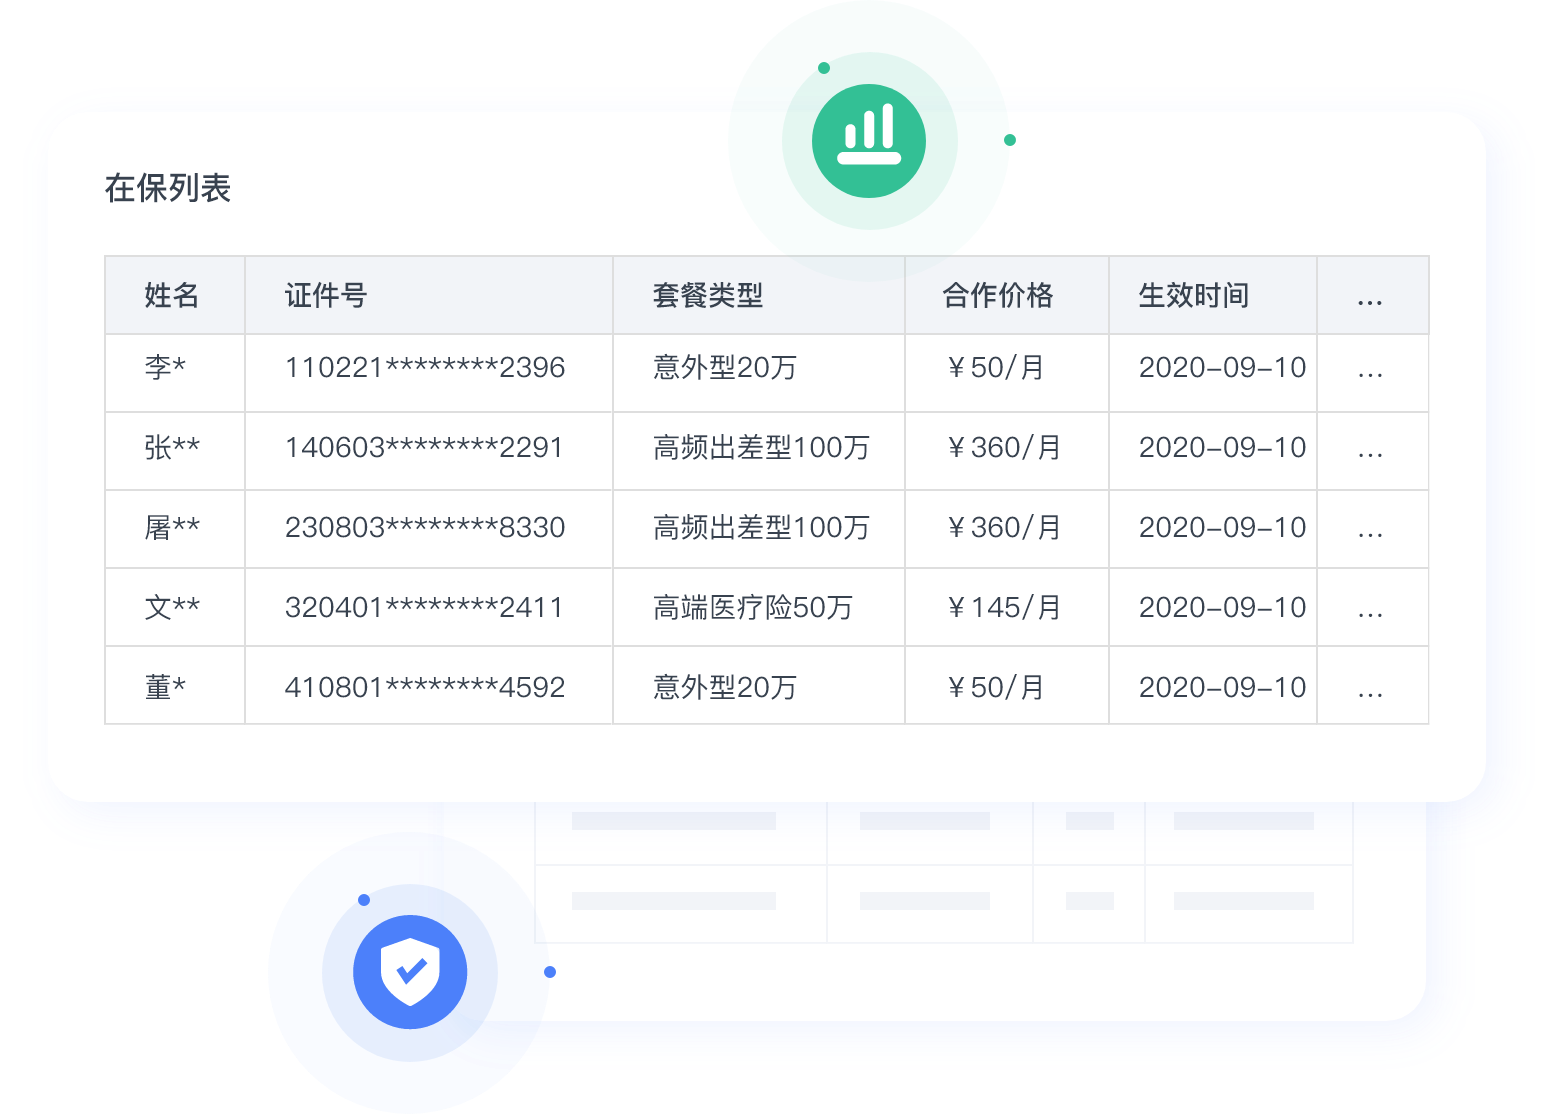 在保列表
姓名 证件号 套餐类型 合作价格 生效时间 ...
李* 110221********2396 意外型20万 ¥50/月 2020-09-10 ...
张** 140603********2291 高频出差型100万 ¥360/月 2020-09-10 ...
屠** 230803********8330 高频出差型100万 ¥360/月 2020-09-10 ...
文** 320401********2411 高端医疗险50万 ¥145/月 2020-09-10 ...
董* 410801********4592 意外型20万 ¥50/月 2020-09-10 ...